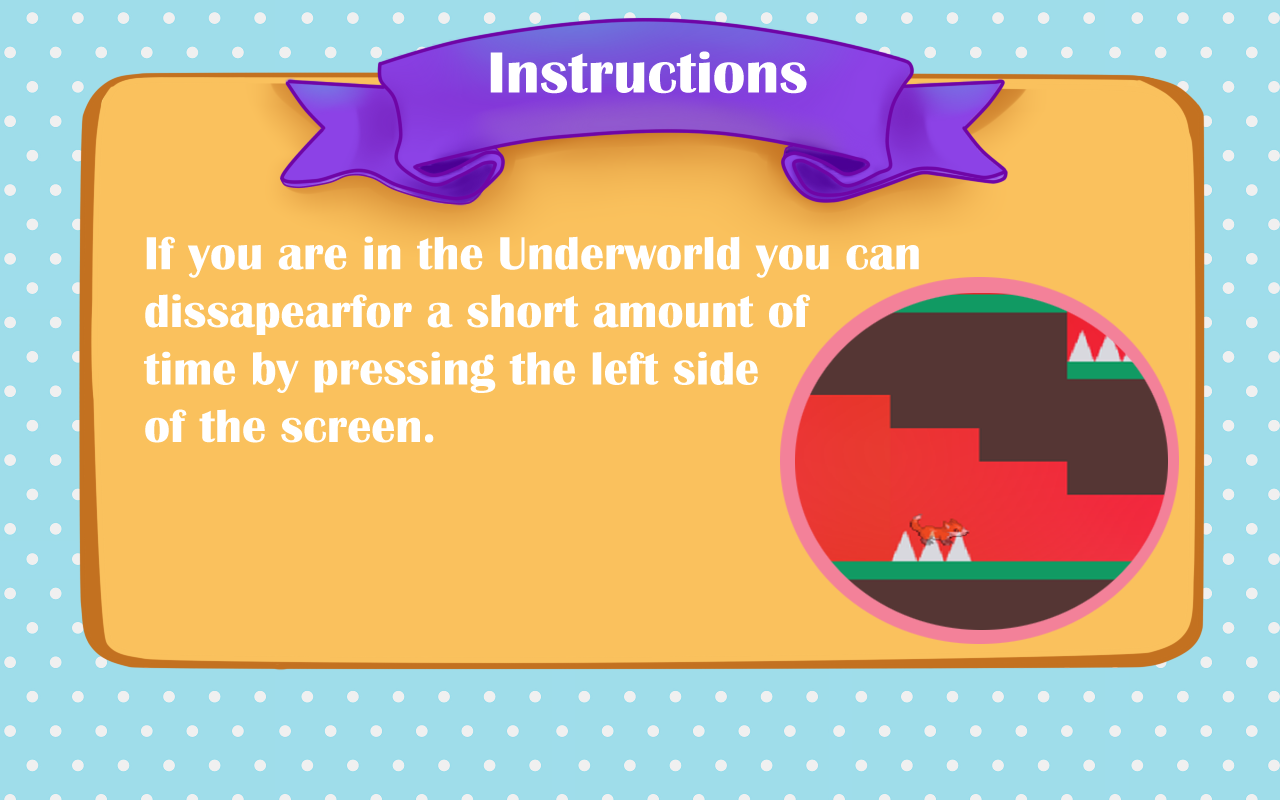 Instructions
If you are in the Underworld you can
dissapearfor a short amount of
time by pressing the left side
of the screen.